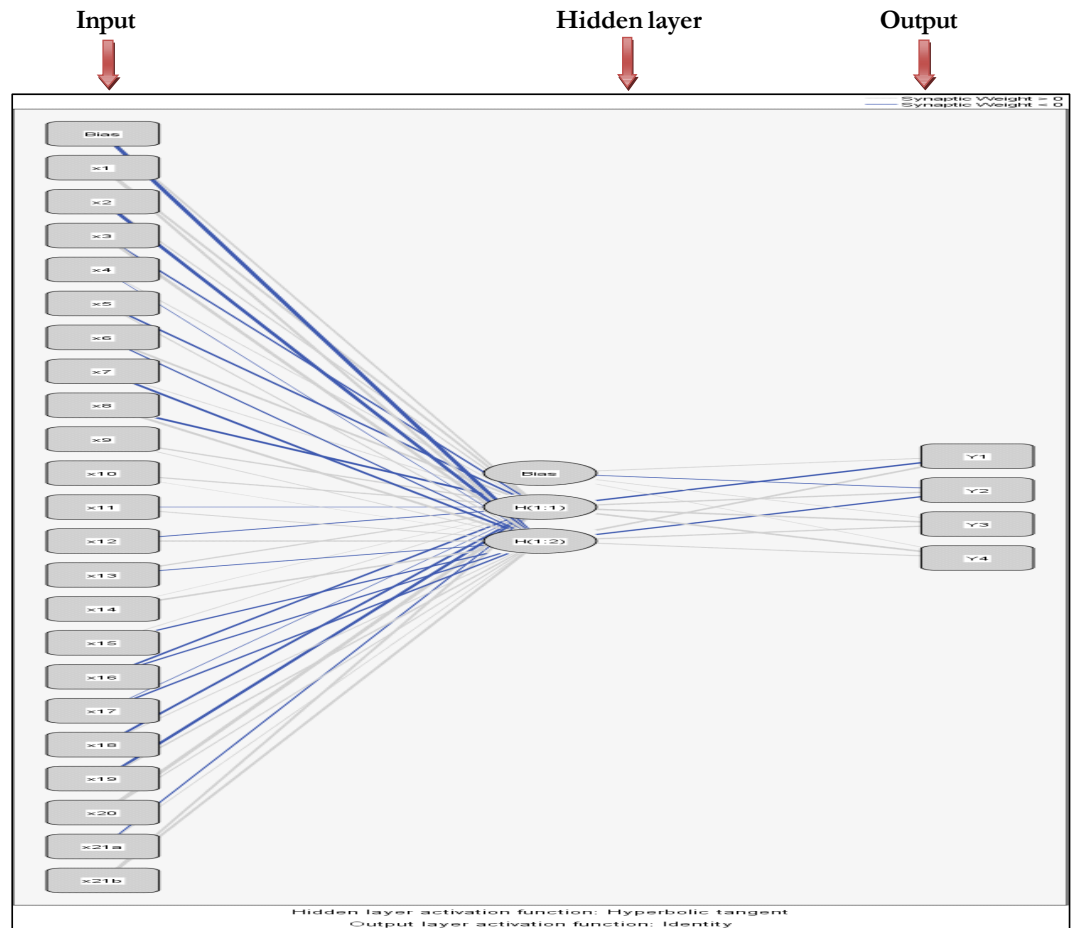 Input
Hidden layer
Output
Synaptic Weight > 0
Synaptic Weight < 0
Bias
x1
x2
x3
x4
x5
x6
x7
x8
x9
x10
x11
x12
x13
x14
x15
x16
x17
x18
x19
x20
x21a
x21b
Bias
H(1:1)
H(1:2)
Y1
Y2
Y3
Y4
Hidden layer activation function: Hyperbolic tangent
Output layer activation function: Identity